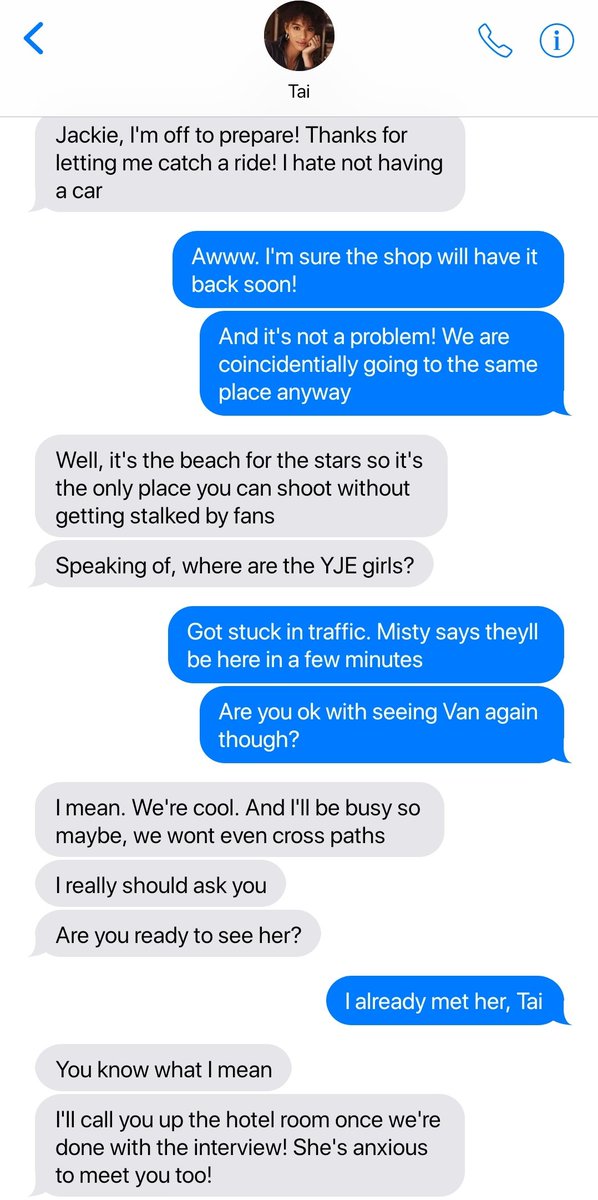 Tai
Jackie, I'm off to prepare! Thanks for
letting me catch a ride! I hate not having
a car
Awww. I'm sure the shop will have it
back soon!
And it's not a problem! We are
coincidentially going to the same
place anyway
Well, it's the beach for the stars so it's
the only place you can shoot without
getting stalked by fans
Speaking of, where are the YJE girls?
Got stuck in traffic. Misty says theyll
be here in a few minutes
Are you ok with seeing Van again
though?
I mean. We're cool. And I'll be busy so
maybe, we wont even cross paths
I really should ask you
Are you ready to see her?
I already met her, Tai
You know what I mean
I'll call you up the hotel room once we're
done with the interview! She's anxious
to meet you too!